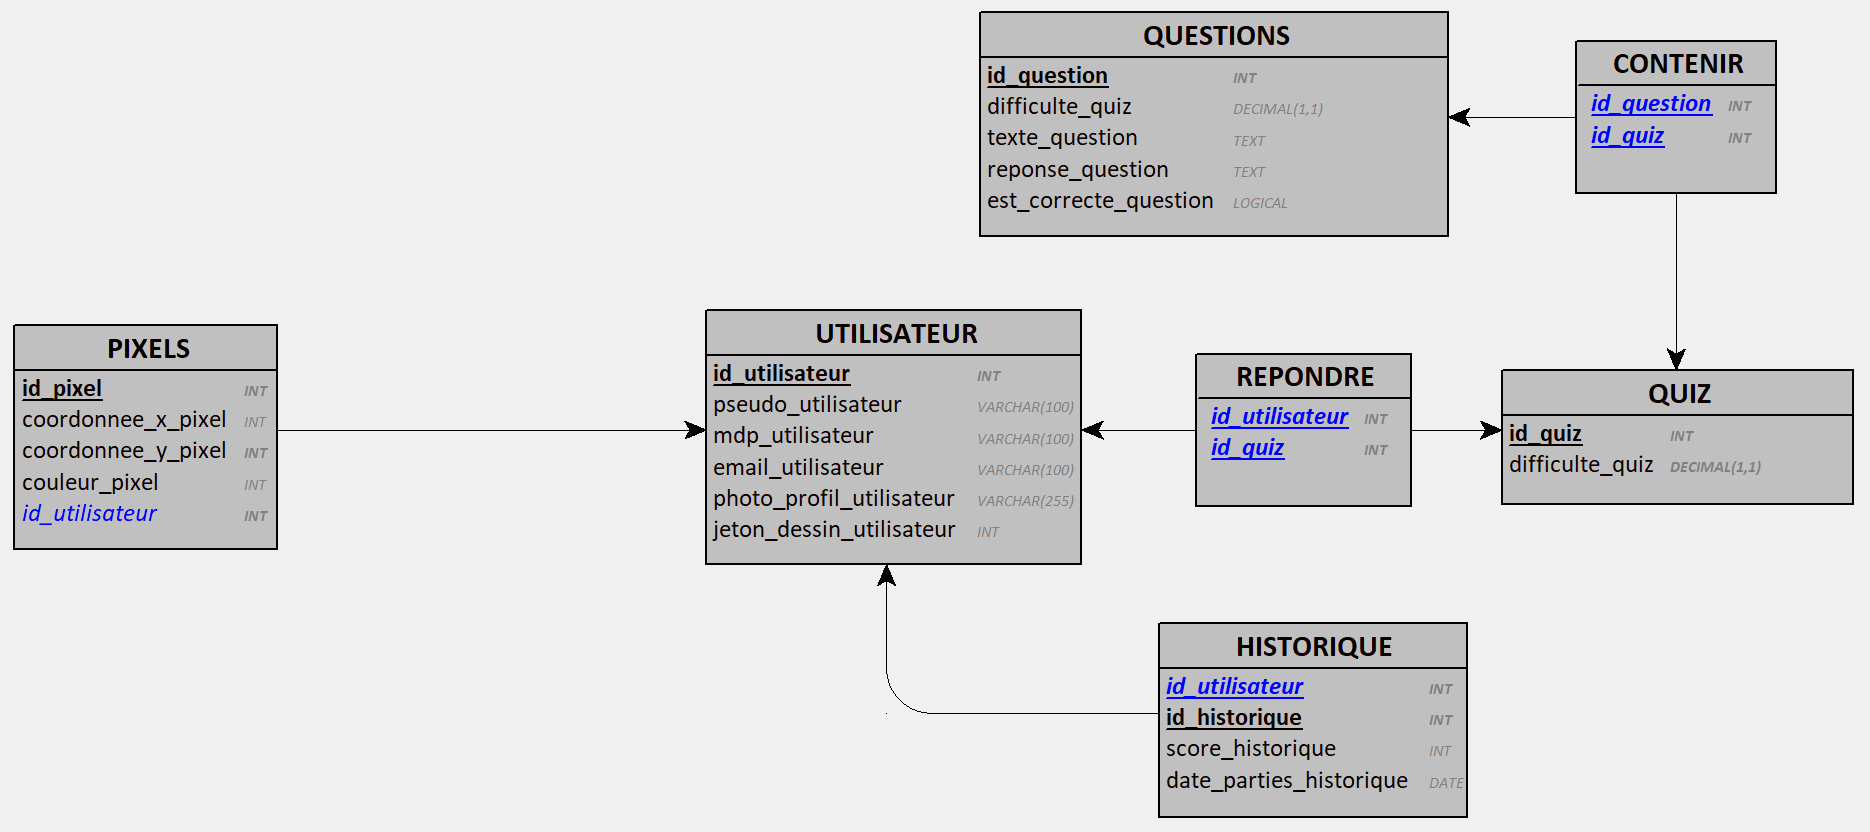 QUESTIONS
id_question INT
difficulte_quiz DECIMAL(1,1)
texte_question TEXT
reponse_question TEXT
est_correcte_question LOGICAL
CONTENIR
id_question INT
id_quiz INT
PIXELS
id_pixel INT
coordonnee_x_pixel INT
coordonnee_y_pixel INT
couleur_pixel INT
id_utilisateur INT
UTILISATEUR
id_utilisateur INT
pseudo_utilisateur VARCHAR(100)
mdp_utilisateur VARCHAR(100)
email_utilisateur VARCHAR(100)
photo_profil_utilisateur VARCHAR(255)
jeton_dessin_utilisateur INT
REPONDRE
id_utilisateur INT
id_quiz INT
QUIZ
id_quiz INT
difficulte_quiz DECIMAL(1,1)
HISTORIQUE
id_utilisateur INT
id_historique INT
score_historique INT
date_parties_historique DATE